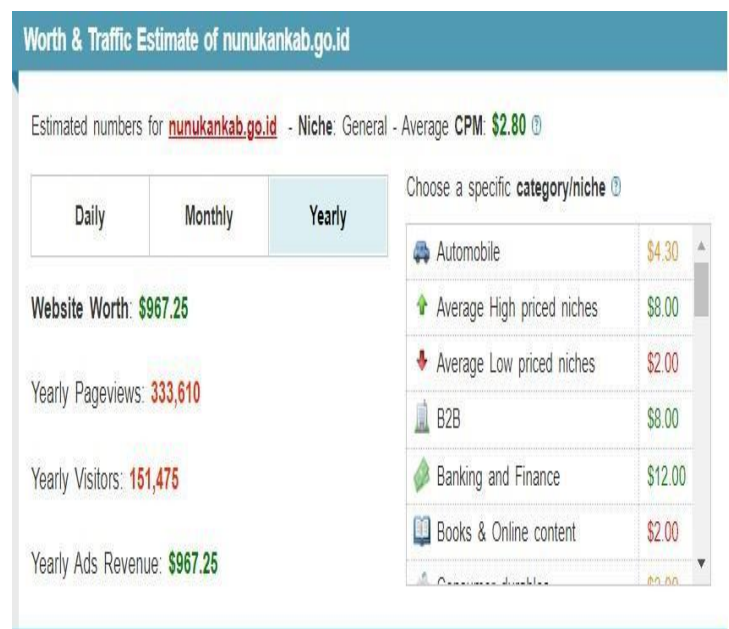 Worth & Traffic Estimate of nunukankab.go.id
Estimated numbers for nunukankab.go.id - Niche: General - Average CPM: $2.80
Choose a specific category/niche
Daily Monthly Yearly
Website Worth: $967.25
Yearly Pageviews: 333,610
Yearly Visitors: 151,475
Yearly Ads Revenue: $967.25
Automobile $4.30
Average High priced niches $8.00
Average Low priced niches $2.00
B2B $8.00
Banking and Finance $12.00
Books & Online content $2.00